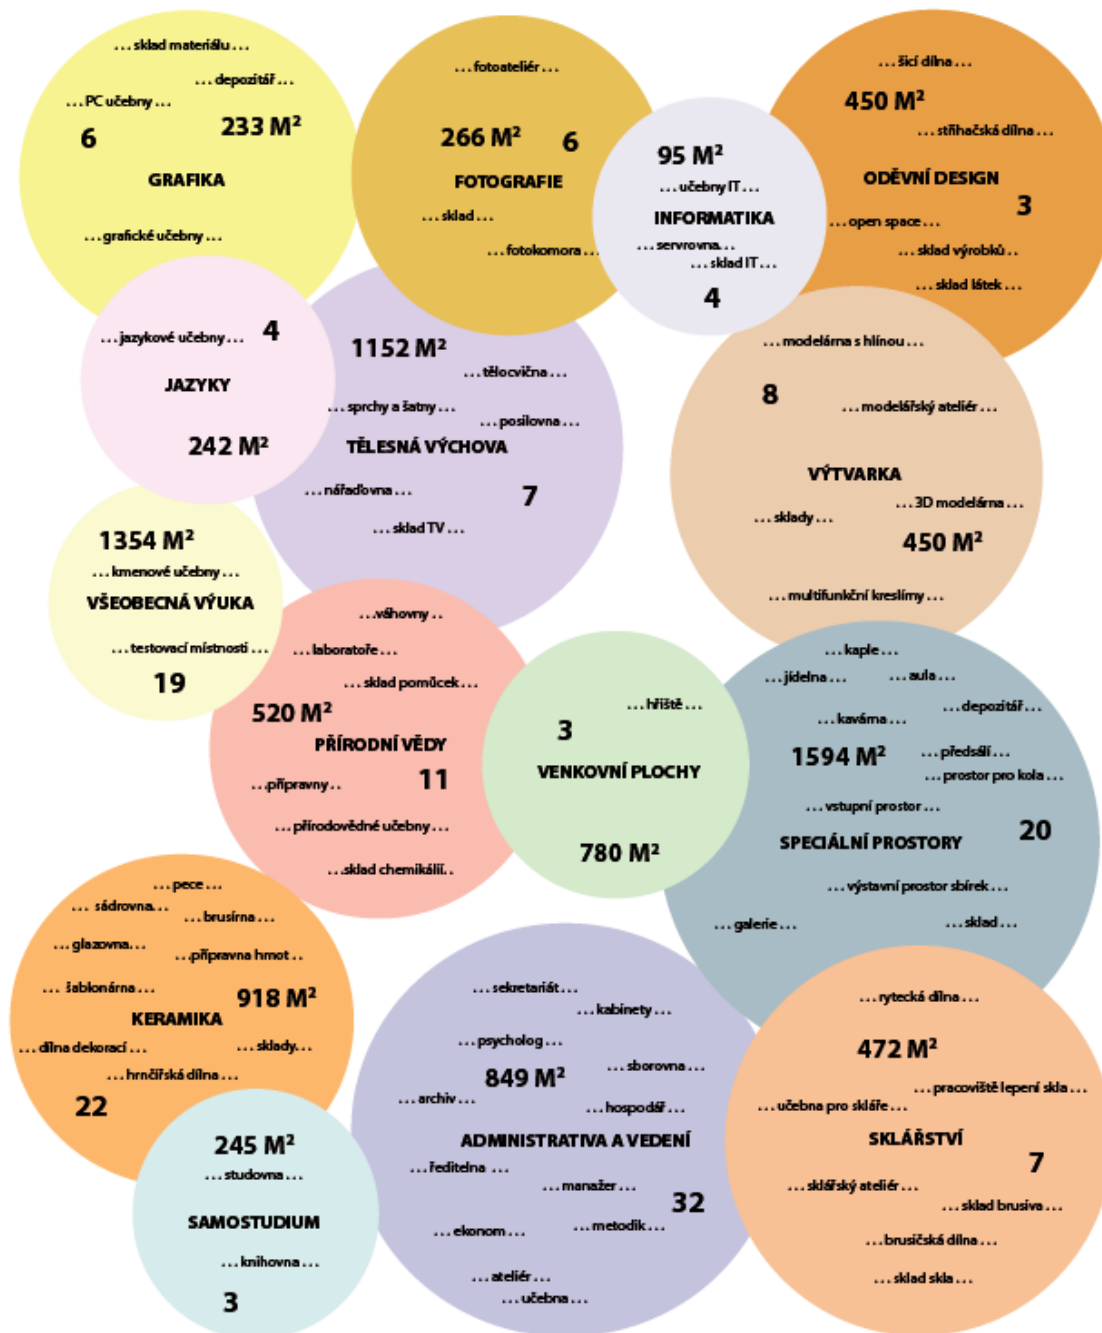 ... sklad materiálu ...
... depozitář ...
... PC učebny ...
6
233 M²
GRAFIKA
... grafické učebny ...
... fotoateliér ...
266 M²
6
FOTOGRAFIE
... sklad ...
... fotokomora ...
95 M²
... učebny IT ...
INFORMATIKA
... servrovna...
... sklad IT ...
4
... šicí dílna ...
450 M²
... střihačská dílna ...
ODĚVNÍ DESIGN
3
... open space ...
... sklad výrobků ..
... sklad látek ...
... jazykové učebny ...
4
JAZYKY
242 M²
1152 M²
... tělocvična ...
... sprchy a šatny ...
... posilovna ...
TĚLESNÁ VÝCHOVA
... nářaďovna ...
7
... sklad TV ...
... modelárna s hlínou ...
8
... modelářský ateliér ...
VÝTVARKA
... 3D modelárna ...
... sklady ...
450 M²
... multifunkční kreslírny ...
1354 M²
... kmenové učebny ...
VŠEOBECNÁ VÝUKA
... testovací místnosti ...
19
...váhovny ..
... laboratoře ...
... sklad pomůcek ...
520 M²
PŘÍRODNÍ VĚDY
...přípravny ..
11
... přírodovědné učebny ...
...sklad chemikálií..
... hřiště ...
3
VENKOVNÍ PLOCHY
780 M²
... kaple ...
... jídelna ...
... aula ...
... depozitář ...
... kavárna ...
1594 M²
... předsálí ...
... prostor pro kola ...
... vstupní prostor ...
20
SPECIÁLNÍ PROSTORY
... výstavní prostor sbírek ...
... galerie ...
... sklad ...
... pece ...
... sádrovna...
... brusírna ...
... glazovna...
... přípravna hmot ..
... šablonárna ...
918 M²
KERAMIKA
... dílna dekorací ...
... sklady...
... hrnčířská dílna ...
22
245 M²
... studovna ...
SAMOSTUDIUM
... knihovna ...
3
... sekretariát ...
... kabinety ...
... psycholog ...
... sborovna ...
849 M²
... archiv ...
... hospodář ...
ADMINISTRATIVA A VEDENÍ
... ředitelna ...
... manažer ...
32
... ekonom ...
... metodik ...
... ateliér ...
... učebna ...
... rytecká dílna ...
472 M²
... pracoviště lepení skla ...
... učebna pro skláře ...
SKLÁŘSTVÍ
7
... sklářský ateliér ...
... sklad brusiva ...
... brusičská dílna ...
... sklad skla ...